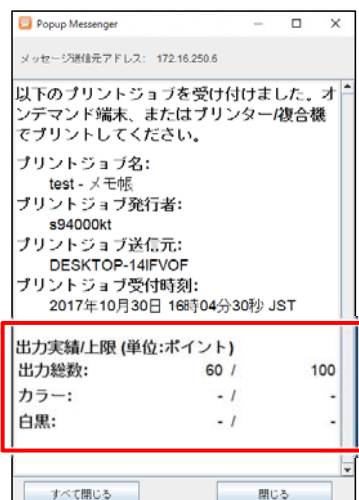 Popup Messenger
メッセージ送信元アドレス: 172.16.250.6
以下のプリントジョブを受け付けました。オ
ンデマンド端末、またはプリンター/複合機
でプリントしてください。
プリントジョブ名:
test - メモ帳
プリントジョブ発行者:
s94000kt
プリントジョブ送信元:
DESKTOP-14IFVOF
プリントジョブ受付時刻:
2017年10月30日 16時04分30秒 JST
出力実績/上限 (単位:ポイント)
出力総数: 60 / 100
カラー: - / -
白黒: - / -
すべて閉じる 閉じる